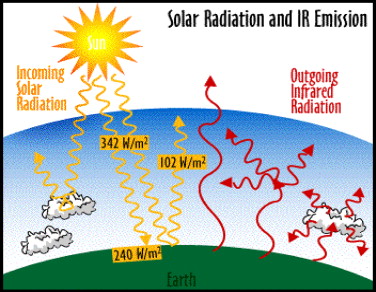 Solar Radiation and IR Emission
Sun
Incoming
Solar
Radiation
Outgoing
Infrared
Radiation
342 W/m²
102 W/m²
240 W/m²
Earth